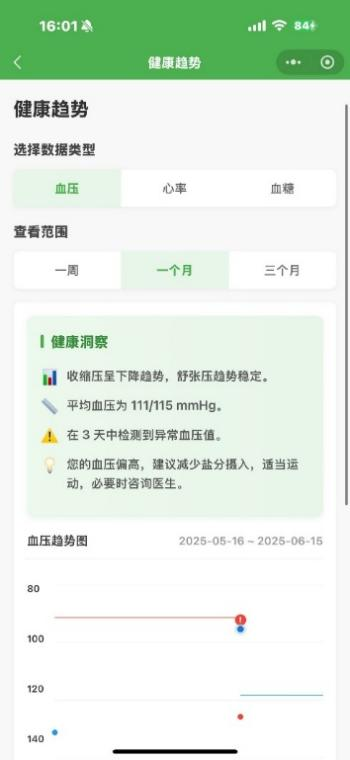 16:01
84
健康趋势
健康趋势
选择数据类型
血压 心率 血糖
查看范围
一周 一个月 三个月
健康洞察
收缩压呈下降趋势，舒张压趋势稳定。
平均血压为 111/115 mmHg。
在 3 天中检测到异常血压值。
您的血压偏高，建议减少盐分摄入，适当运
动，必要时咨询医生。
血压趋势图 2025-05-16 ~ 2025-06-15
80
100
120
140